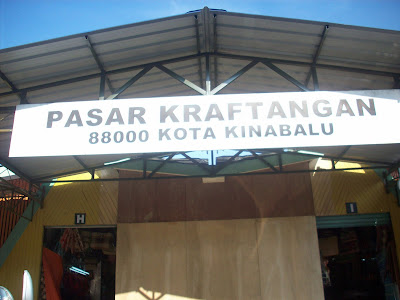 PASAR KRAFTANGAN
88000 KOTA KINABALU
H
I